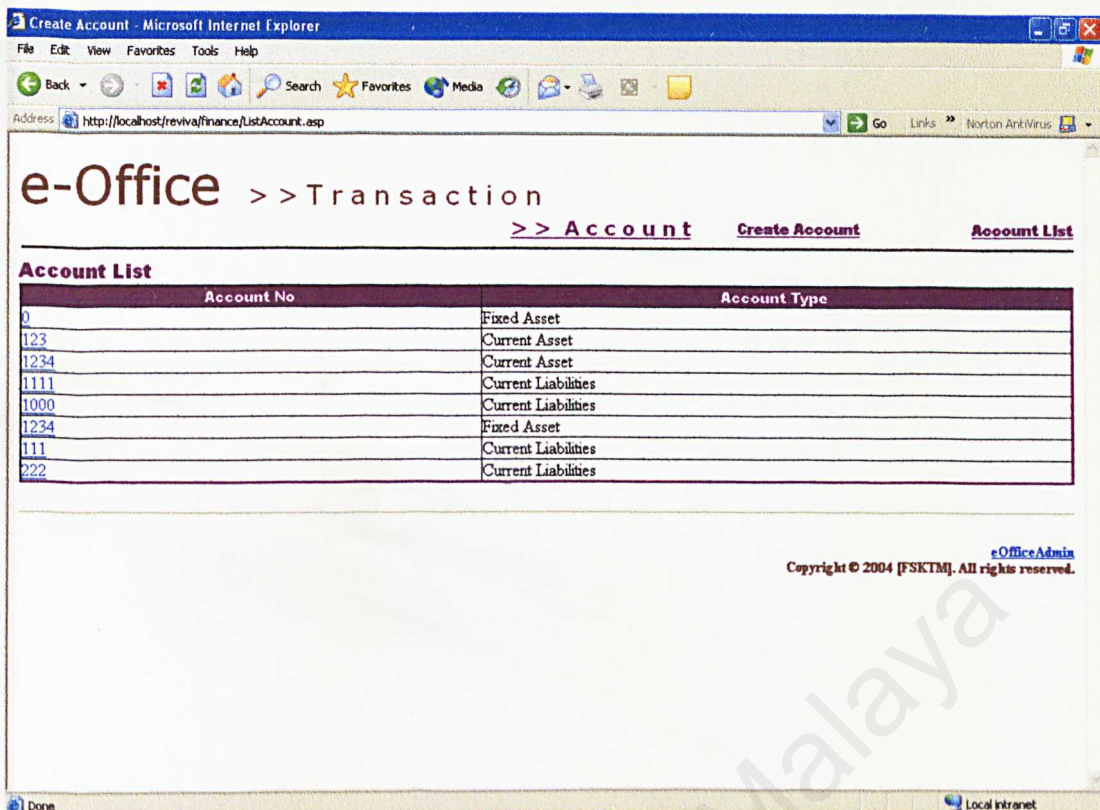 Create Account - Microsoft Internet Explorer
File Edit View Favorites Tools Help
Back Search Favorites Media
Address http://localhost/reviva/finance/ListAccount.asp Go Links » Norton AntiVirus
e-Office >>Transaction
>> Account Create Account Account List
Account List
Account No Account Type
0 Fixed Asset
123 Current Asset
1234 Current Asset
1111 Current Liabilities
1000 Current Liabilities
1234 Fixed Asset
111 Current Liabilities
222 Current Liabilities
eOfficeAdmin
Copyright © 2004 [FSKTM]. All rights reserved.
Malaya
Done Local intranet